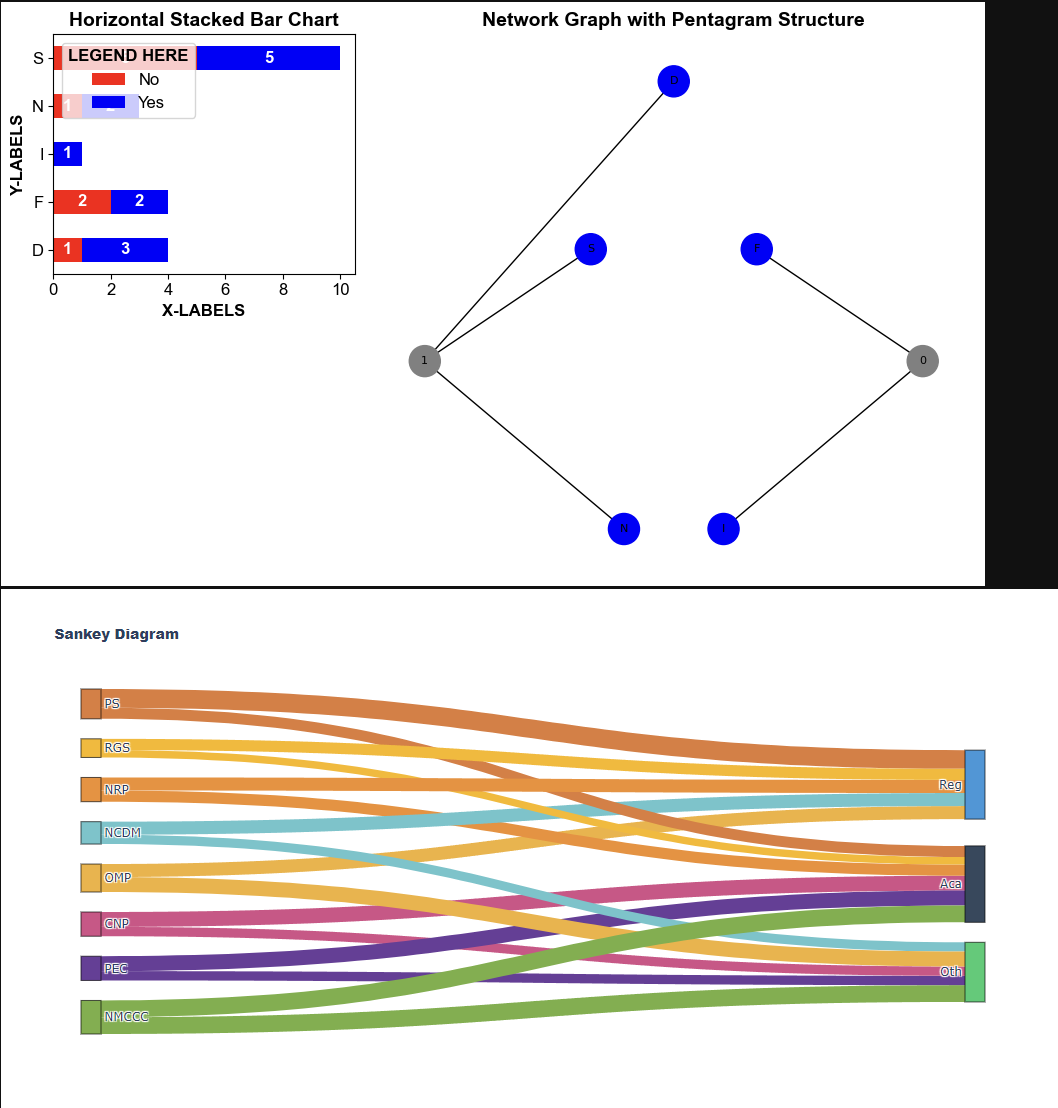 Horizontal Stacked Bar Chart
S
5
LEGEND HERE
No
Yes
N
1
I
1
F
2
2
D
1
3
0
2
4
6
8
10
X-LABELS
Y-LABELS
Network Graph with Pentagram Structure
S
F
1
0
N
Sankey Diagram
PS
RGS
NRP
NCDM
OMP
CNP
PEC
NMCCC
Reg
Aca
Oth